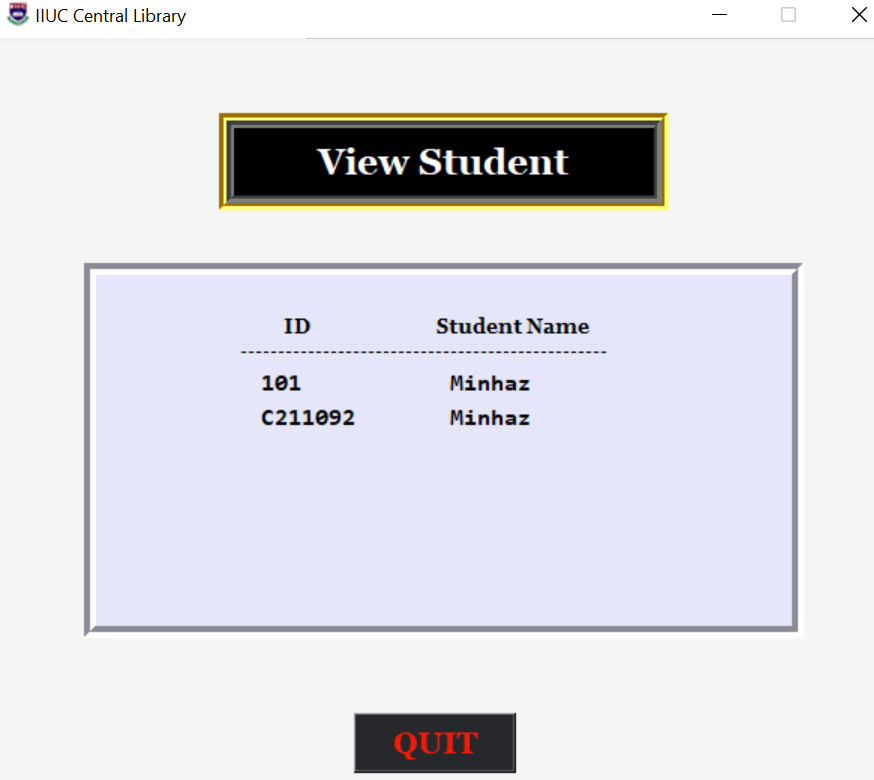 IIUC Central Library
View Student
ID Student Name
-------------------------------------------------
101 Minhaz
C211092 Minhaz
QUIT